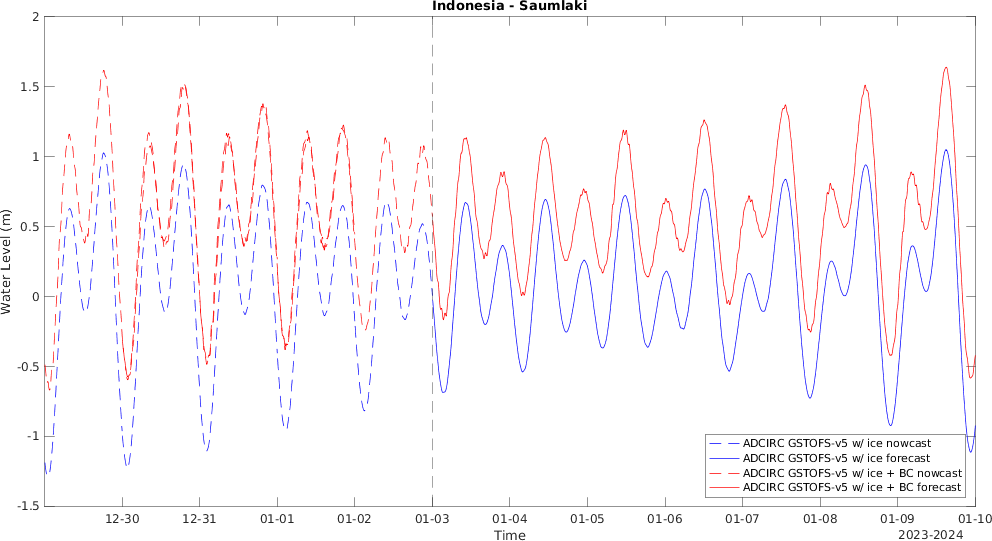 Indonesia - Saumlaki
2
1.5
1
0.5
0
-0.5
-1
-1.5
Water Level (m)
ADCIRC GSTOFS-v5 w/ ice nowcast
ADCIRC GSTOFS-v5 w/ ice forecast
ADCIRC GSTOFS-v5 w/ ice + BC nowcast
ADCIRC GSTOFS-v5 w/ ice + BC forecast
12-30 12-31 01-01 01-02 01-03 01-04 01-05 01-06 01-07 01-08 01-09 01-10
Time
2023-2024